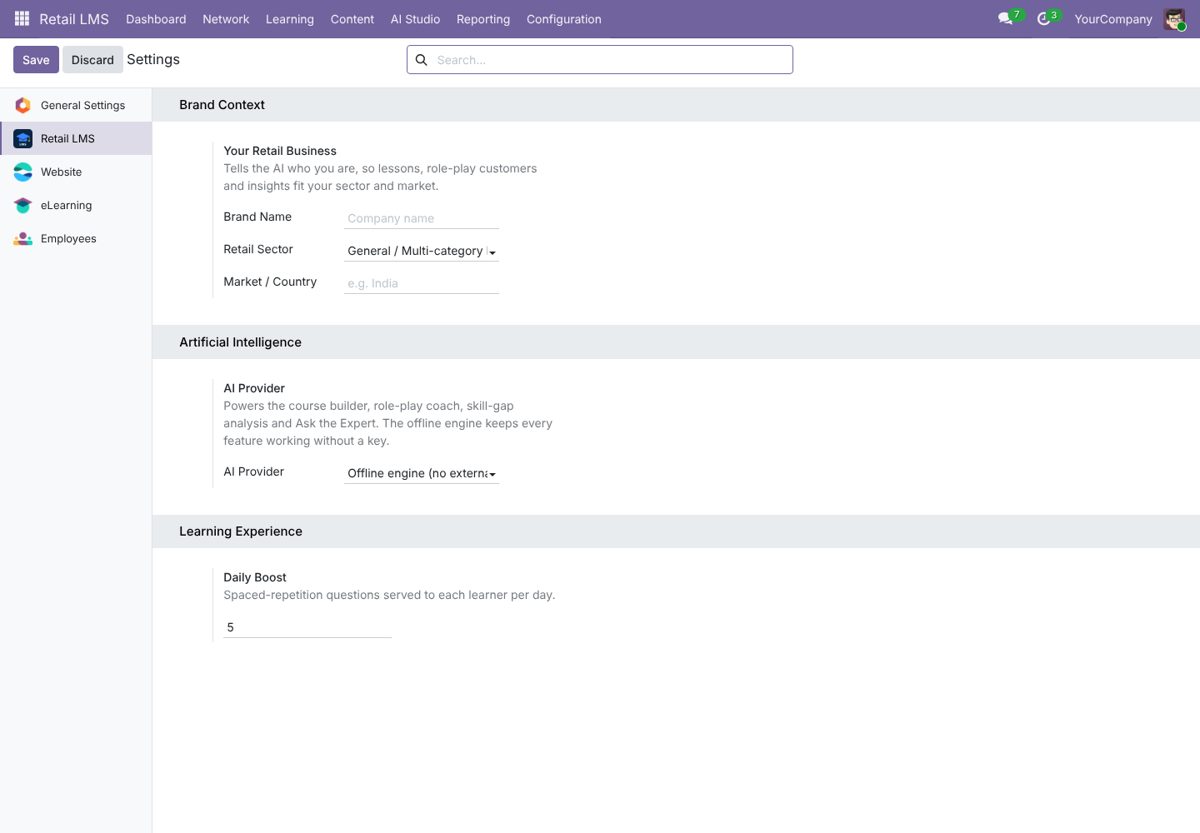 Retail LMS Dashboard Network Learning Content AI Studio Reporting Configuration 7 3 YourCompany
Save Discard Settings Search...
General Settings
Retail LMS
Website
eLearning
Employees
Brand Context
Your Retail Business
Tells the AI who you are, so lessons, role-play customers
and insights fit your sector and market.
Brand Name Company name
Retail Sector General / Multi-category
Market / Country e.g. India
Artificial Intelligence
AI Provider
Powers the course builder, role-play coach, skill-gap
analysis and Ask the Expert. The offline engine keeps every
feature working without a key.
AI Provider Offline engine (no externa
Learning Experience
Daily Boost
Spaced-repetition questions served to each learner per day.
5